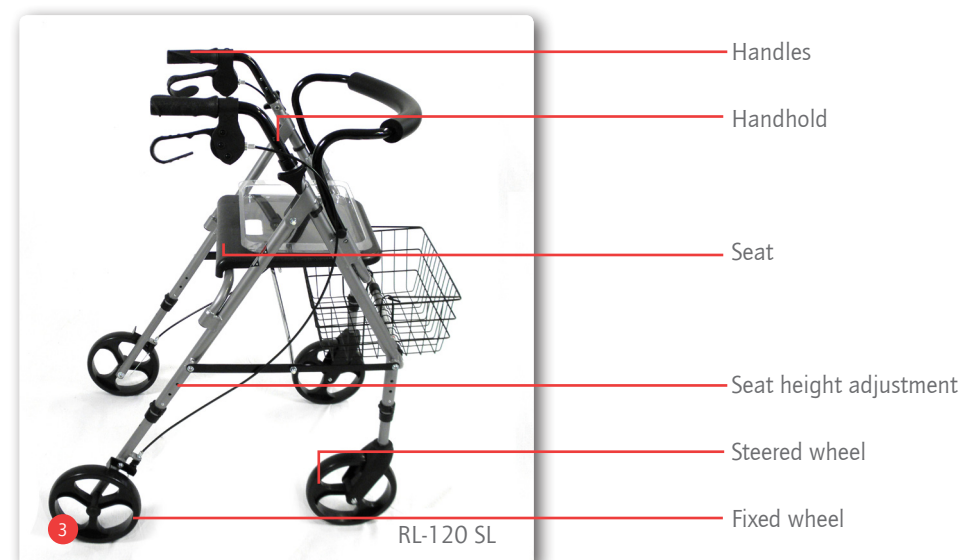 Handles
Handhold
Seat
Seat height adjustment
Steered wheel
Fixed wheel
3
RL-120 SL